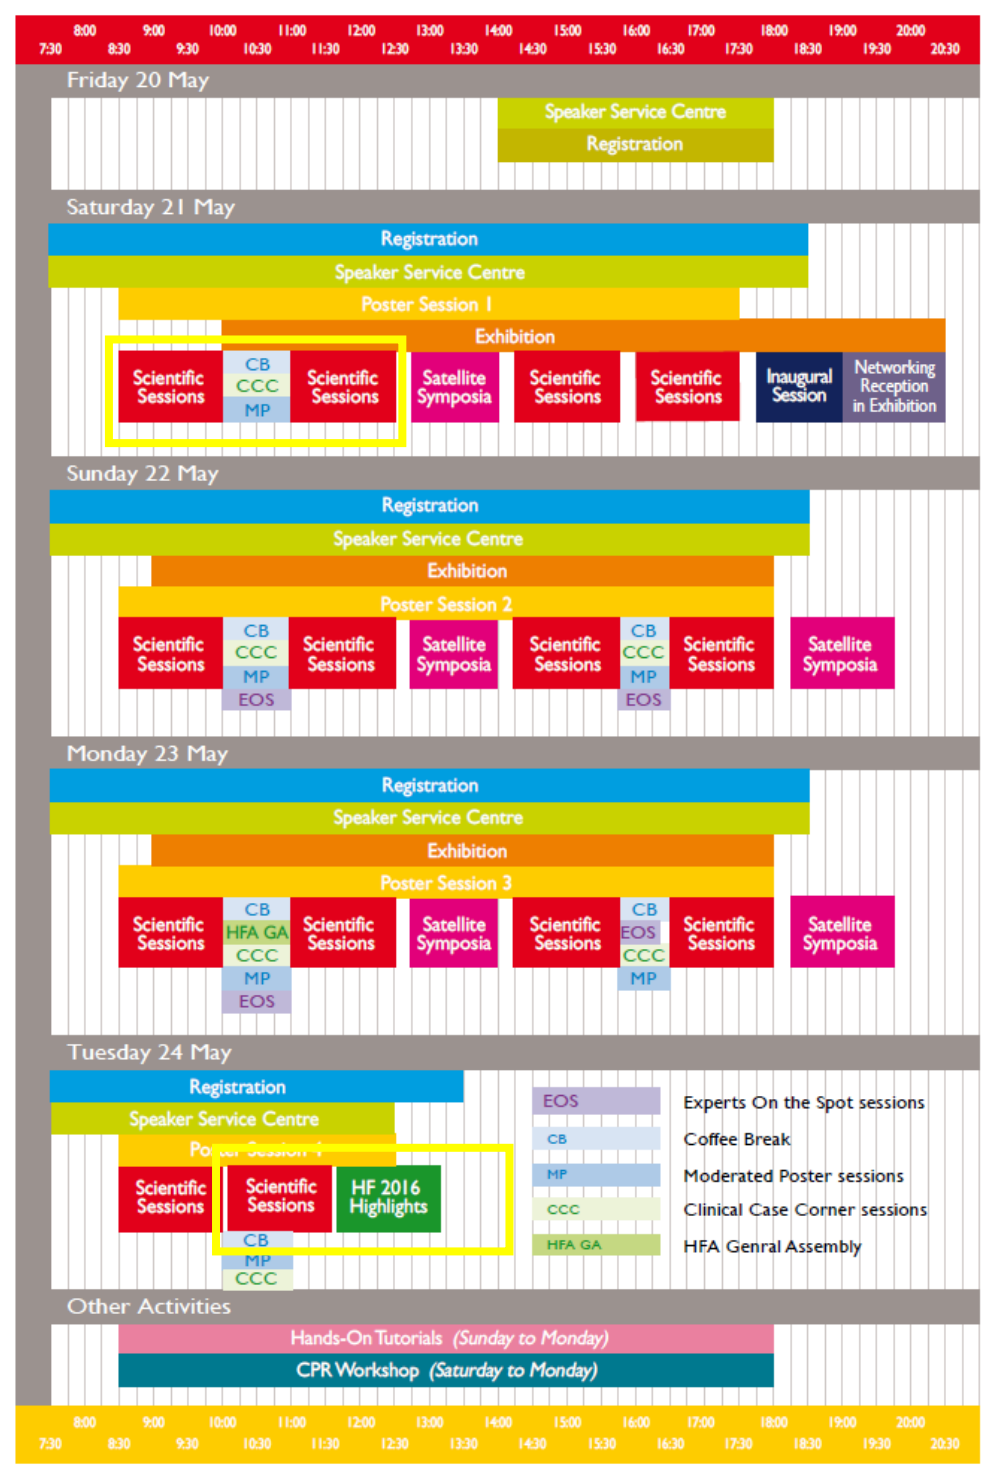 8:00 9:00 10:00 11:00 12:00 13:00 14:00 15:00 16:00 17:00 18:00 19:00 20:00
7:30 8:30 9:30 10:30 11:30 12:30 13:30 14:30 15:30 16:30 17:30 18:30 19:30 20:30
Friday 20 May
Speaker Service Centre
Registration
Saturday 21 May
Registration
Speaker Service Centre
Poster Session 1
Exhibition
Scientific
Sessions
CB
CCC
MP
Scientific
Sessions
Satellite
Symposia
Scientific
Sessions
Scientific
Sessions
Inaugural
Session
Networking
Reception
in Exhibition
Sunday 22 May
Registration
Speaker Service Centre
Exhibition
Poster Session 2
Scientific
Sessions
CB
CCC
MP
EOS
Scientific
Sessions
Satellite
Symposia
Scientific
Sessions
CB
CCC
MP
EOS
Scientific
Sessions
Satellite
Symposia
Monday 23 May
Registration
Speaker Service Centre
Exhibition
Poster Session 3
Scientific
Sessions
CB
HFA GA
CCC
MP
EOS
Scientific
Sessions
Satellite
Symposia
Scientific
Sessions
CB
EOS
CCC
MP
Scientific
Sessions
Satellite
Symposia
Tuesday 24 May
Registration
Speaker Service Centre
Poster Session 4
Scientific
Sessions
Scientific
Sessions
HF 2016
Highlights
CB
MP
CCC
EOS Experts On the Spot sessions
CB Coffee Break
MP Moderated Poster sessions
CCC Clinical Case Corner sessions
HFA GA HFA Genral Assembly
Other Activities
Hands-On Tutorials (Sunday to Monday)
CPR Workshop (Saturday to Monday)
8:00 9:00 10:00 11:00 12:00 13:00 14:00 15:00 16:00 17:00 18:00 19:00 20:00
7:30 8:30 9:30 10:30 11:30 12:30 13:30 14:30 15:30 16:30 17:30 18:30 19:30 20:30